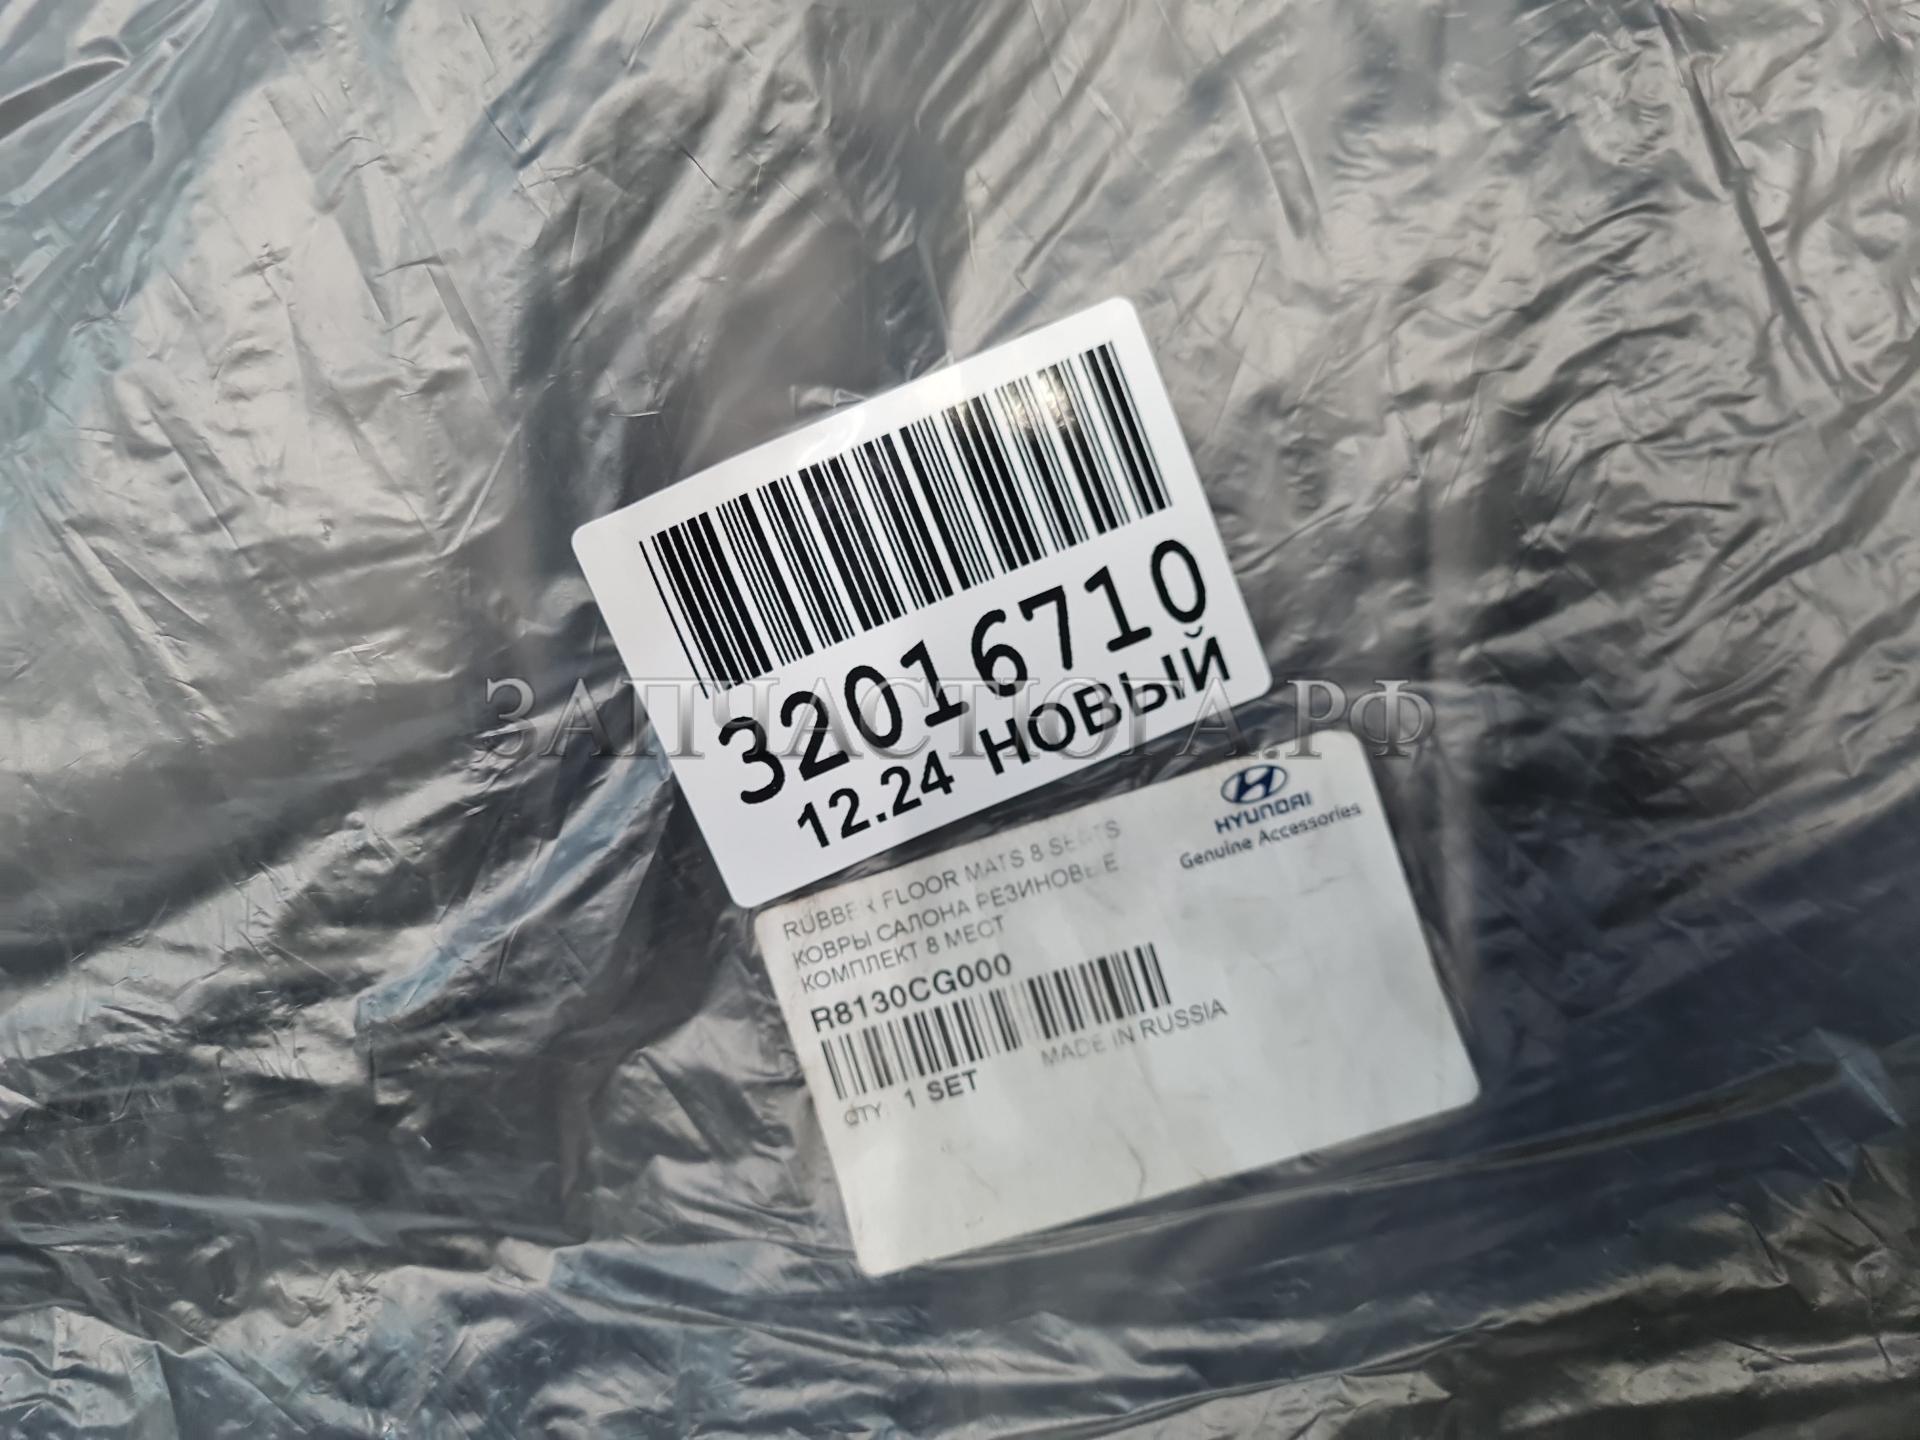 32016710
12.24 НОВЫЙ
ЗАПЧАСТЮГА.РФ
HYUNDAI
Genuine Accessories
RUBBER FLOOR MATS 8 SEATS
КОВРЫ САЛОНА РЕЗИНОВЫЕ
КОМПЛЕКТ 8 МЕСТ
R8130CG000
MADE IN RUSSIA
QTY: 1 SET